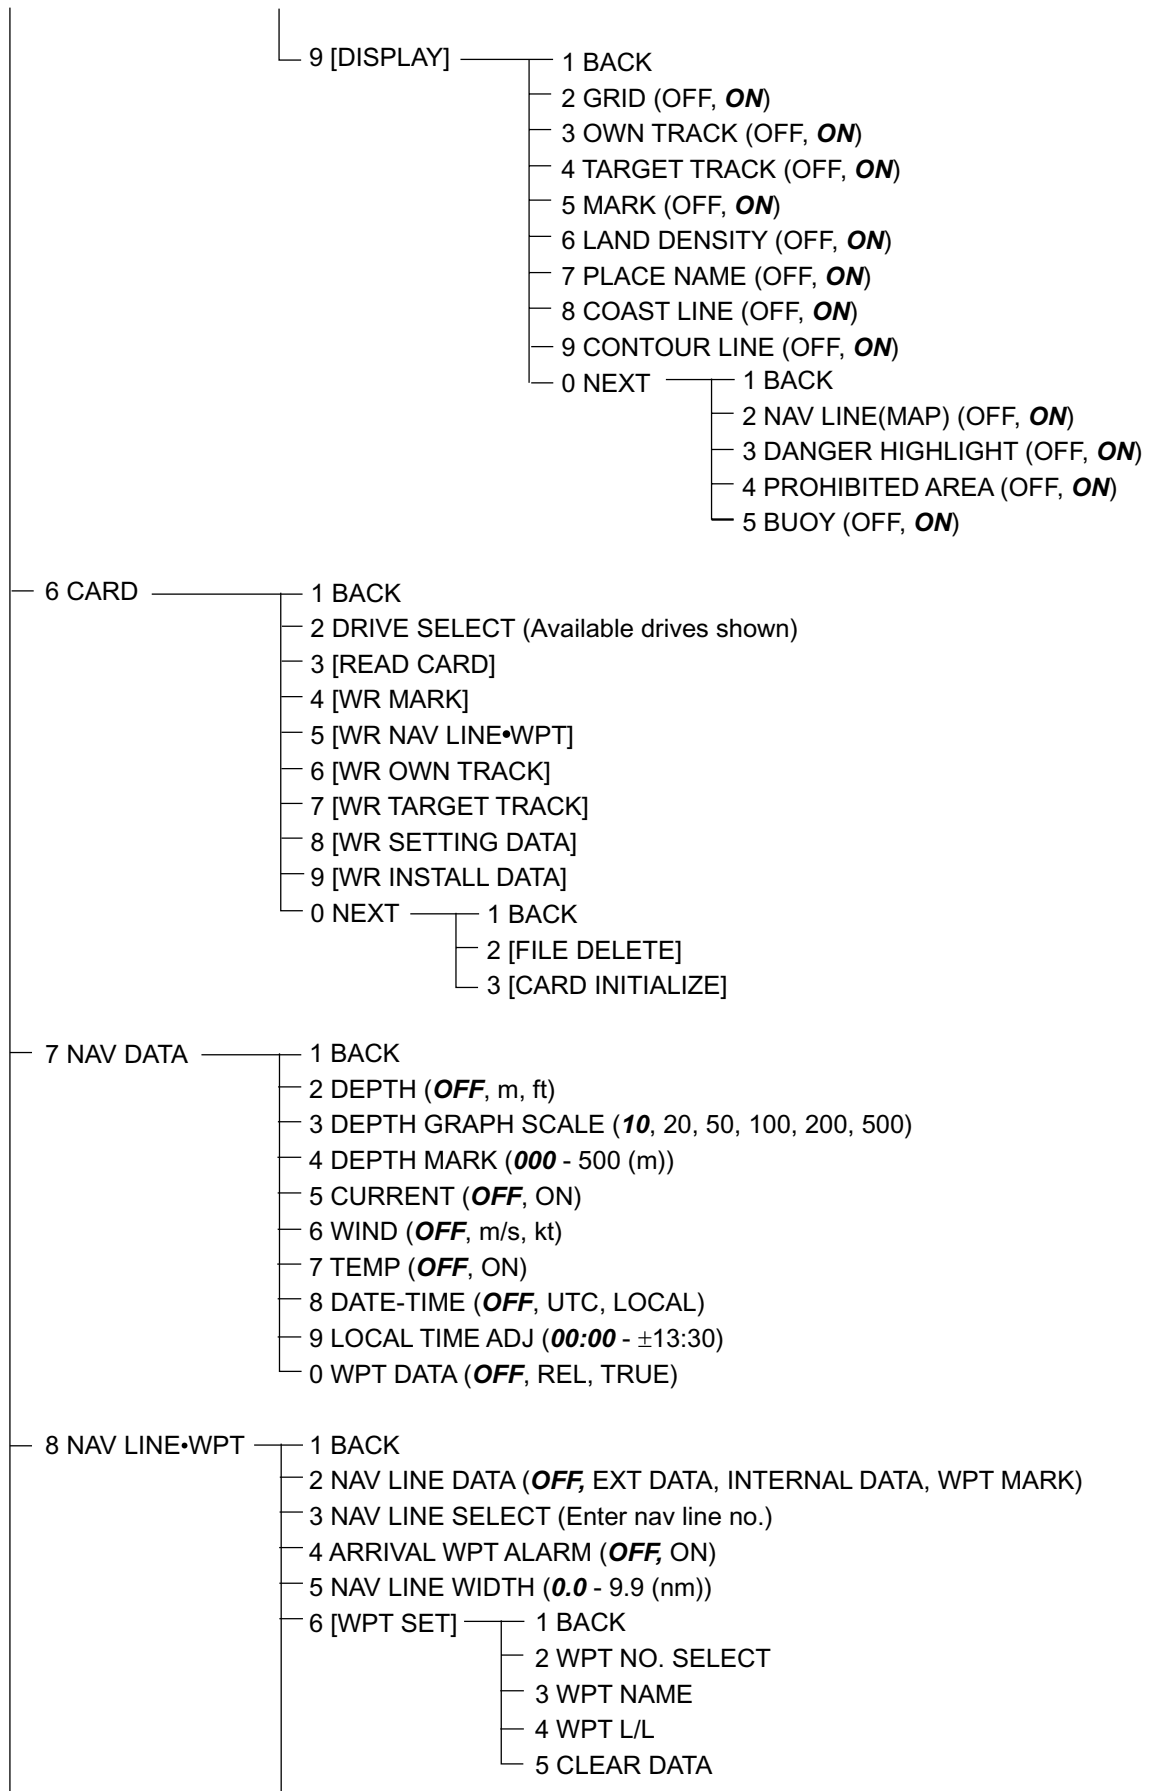 9 [DISPLAY]
1 BACK
2 GRID (OFF, ON)
3 OWN TRACK (OFF, ON)
4 TARGET TRACK (OFF, ON)
5 MARK (OFF, ON)
6 LAND DENSITY (OFF, ON)
7 PLACE NAME (OFF, ON)
8 COAST LINE (OFF, ON)
9 CONTOUR LINE (OFF, ON)
0 NEXT
1 BACK
2 NAV LINE(MAP) (OFF, ON)
3 DANGER HIGHLIGHT (OFF, ON)
4 PROHIBITED AREA (OFF, ON)
5 BUOY (OFF, ON)
6 CARD
1 BACK
2 DRIVE SELECT (Available drives shown)
3 [READ CARD]
4 [WR MARK]
5 [WR NAV LINE•WPT]
6 [WR OWN TRACK]
7 [WR TARGET TRACK]
8 [WR SETTING DATA]
9 [WR INSTALL DATA]
0 NEXT
1 BACK
2 [FILE DELETE]
3 [CARD INITIALIZE]
7 NAV DATA
1 BACK
2 DEPTH (OFF, m, ft)
3 DEPTH GRAPH SCALE (10, 20, 50, 100, 200, 500)
4 DEPTH MARK (000 - 500 (m))
5 CURRENT (OFF, ON)
6 WIND (OFF, m/s, kt)
7 TEMP (OFF, ON)
8 DATE-TIME (OFF, UTC, LOCAL)
9 LOCAL TIME ADJ (00:00 - ±13:30)
0 WPT DATA (OFF, REL, TRUE)
8 NAV LINE•WPT
1 BACK
2 NAV LINE DATA (OFF, EXT DATA, INTERNAL DATA, WPT MARK)
3 NAV LINE SELECT (Enter nav line no.)
4 ARRIVAL WPT ALARM (OFF, ON)
5 NAV LINE WIDTH (0.0 - 9.9 (nm))
6 [WPT SET]
1 BACK
2 WPT NO. SELECT
3 WPT NAME
4 WPT L/L
5 CLEAR DATA